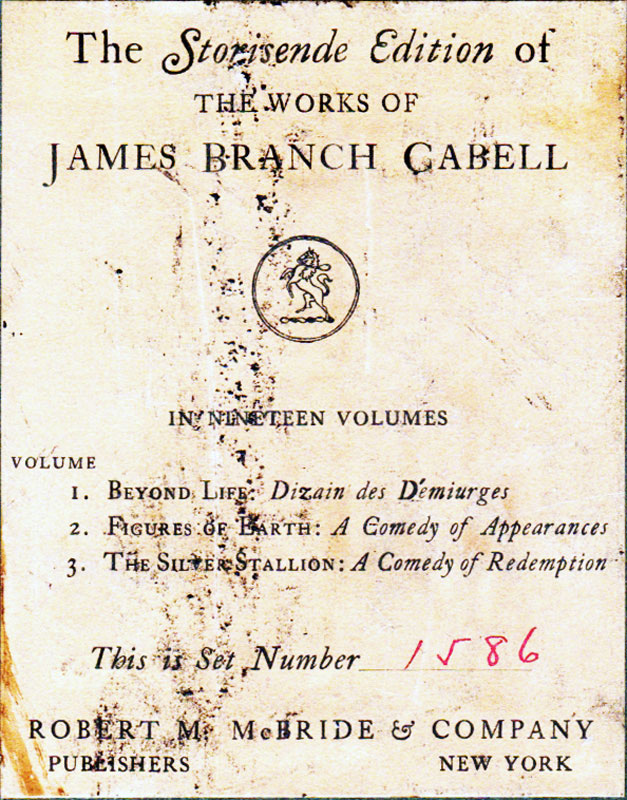 The Storisende Edition of
THE WORKS OF
JAMES BRANCH CABELL
IN NINETEEN VOLUMES
VOLUME
1. BEYOND LIFE: Dizain des Démiurges
2. FIGURES OF EARTH: A Comedy of Appearances
3. THE SILVER STALLION: A Comedy of Redemption
This is Set Number 1586
ROBERT M. McBRIDE & COMPANY
PUBLISHERS NEW YORK